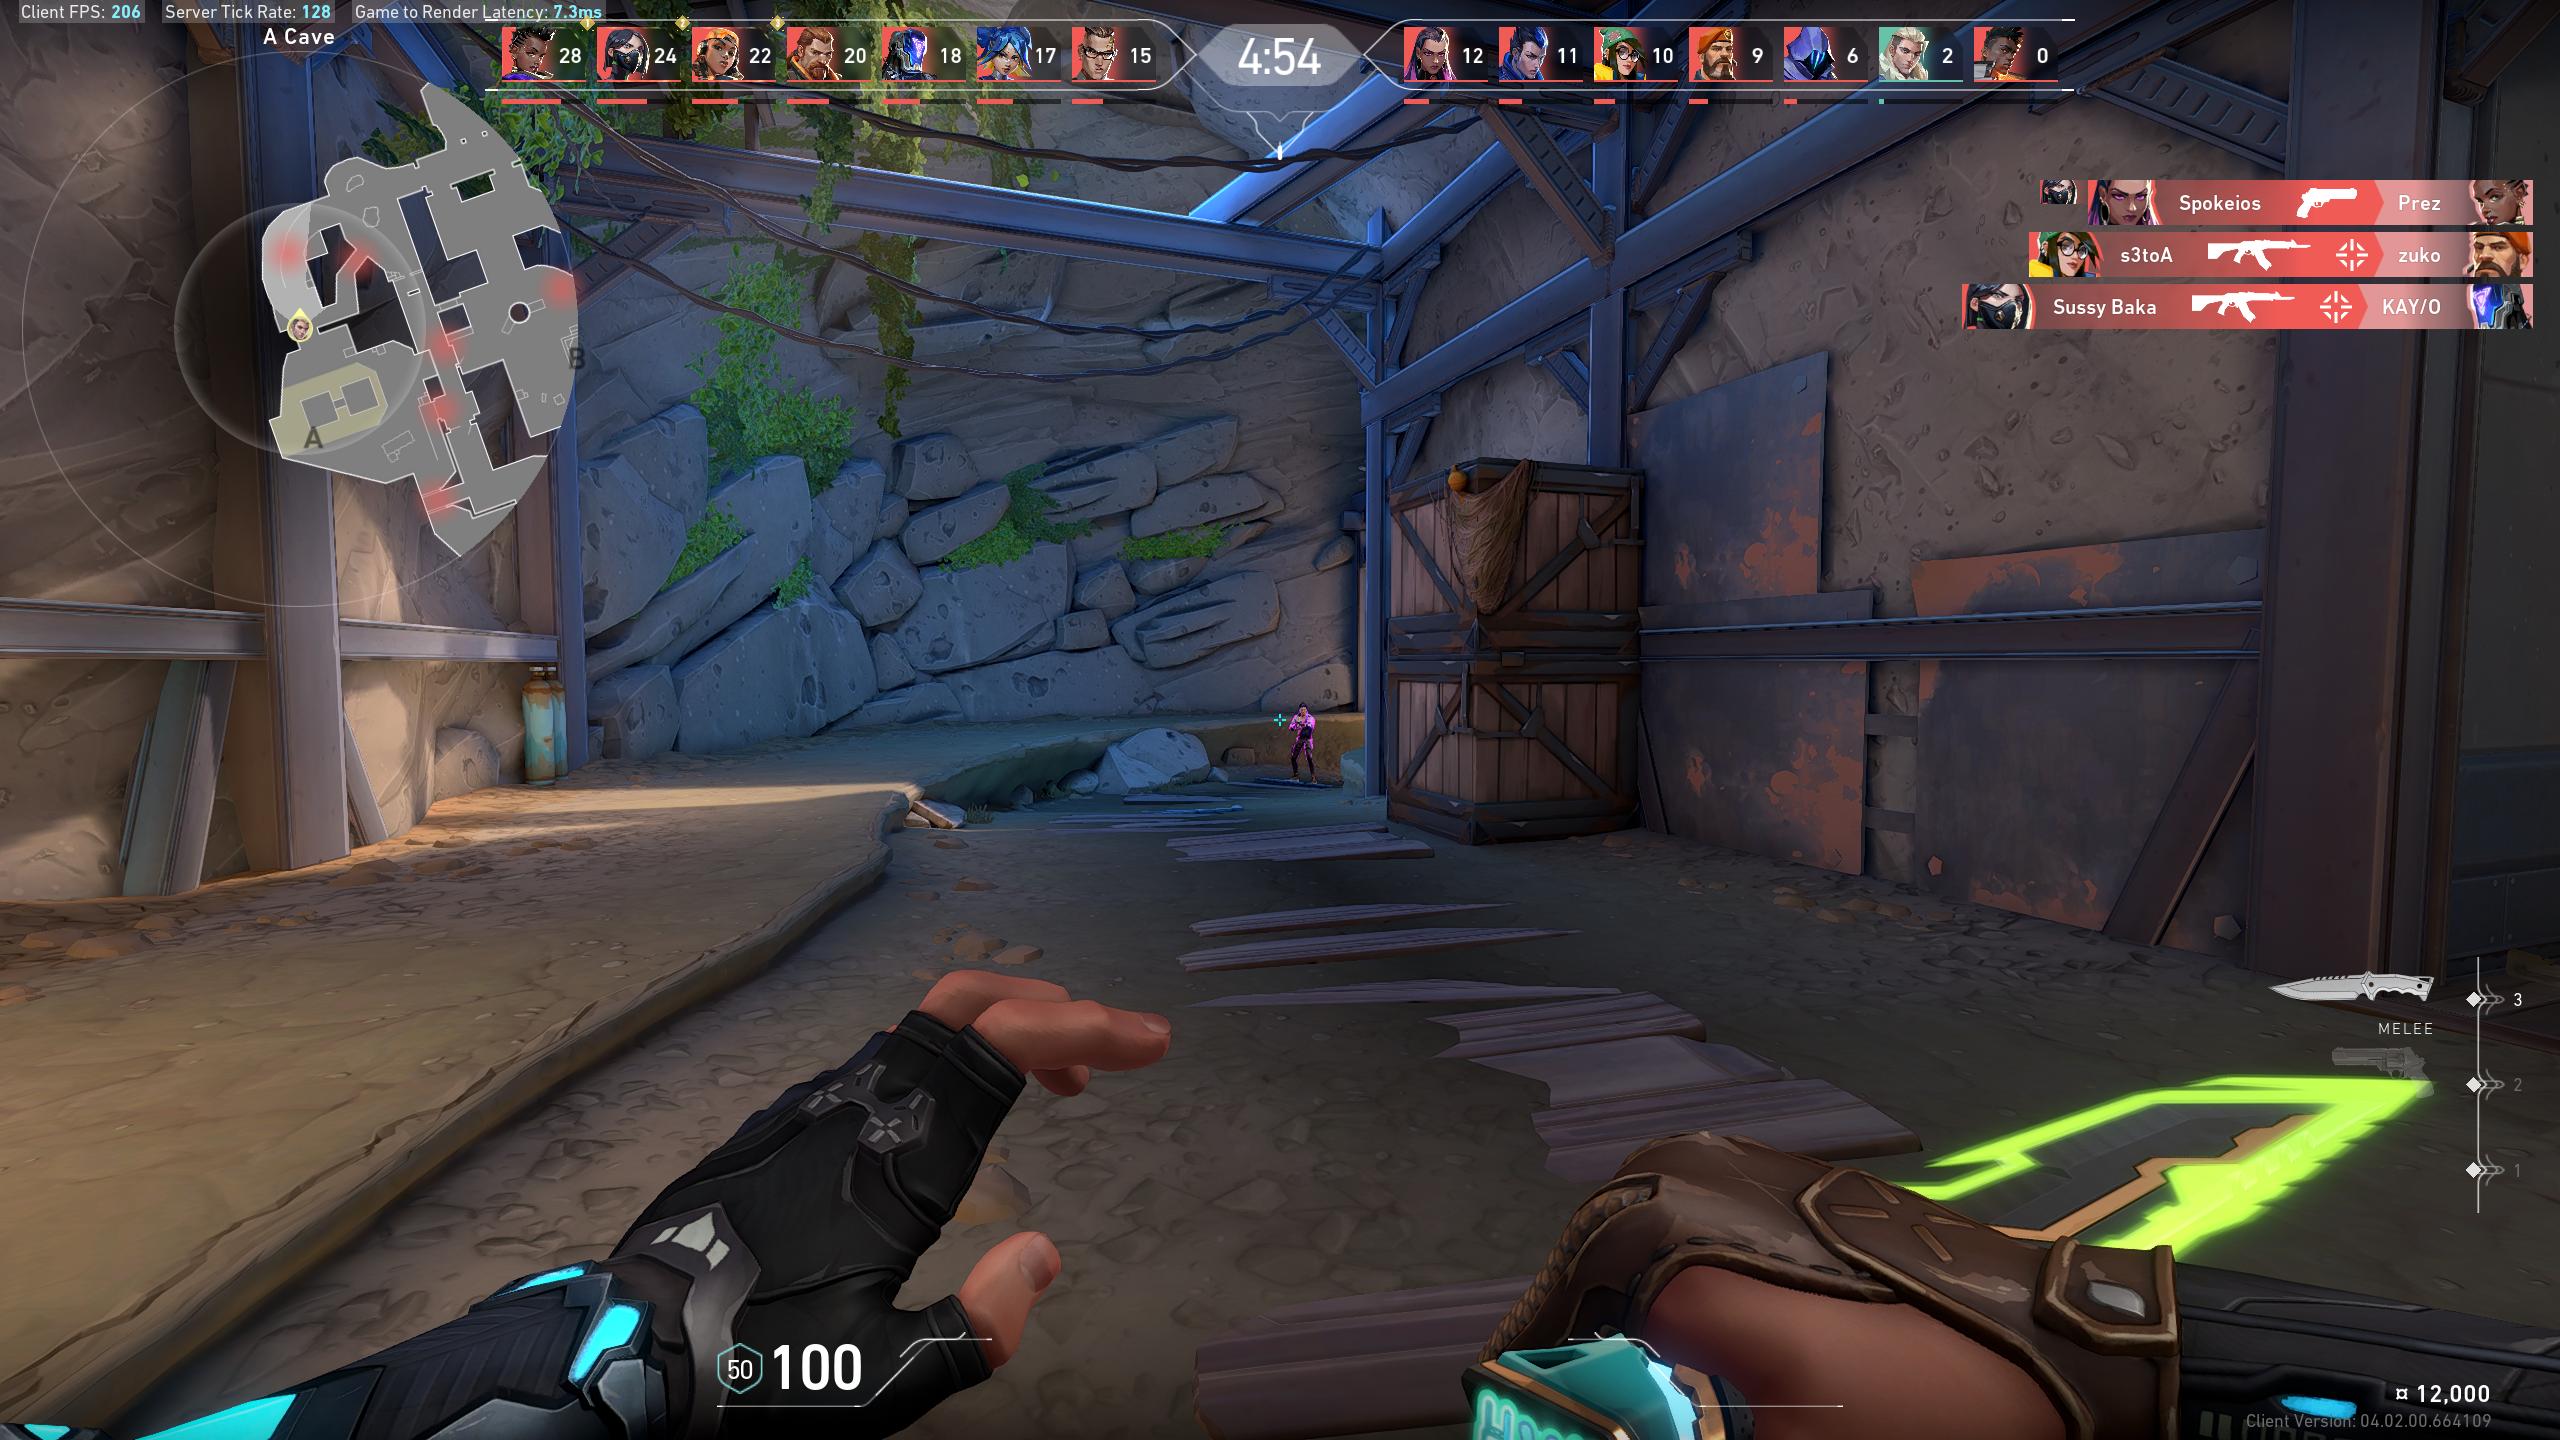 Client FPS: 206 Server Tick Rate: 128 Game to Render Latency: 7.3ms
A Cave
28 24 22 20 18 17 15 4:54 12 11 10 9 6 2 0
Spokeios Prez
s3toA zuko
Sussy Baka KAY/O
B
A
3
MELEE
2
1
50 100
¤ 12,000
Client Version: 04.02.00.664109